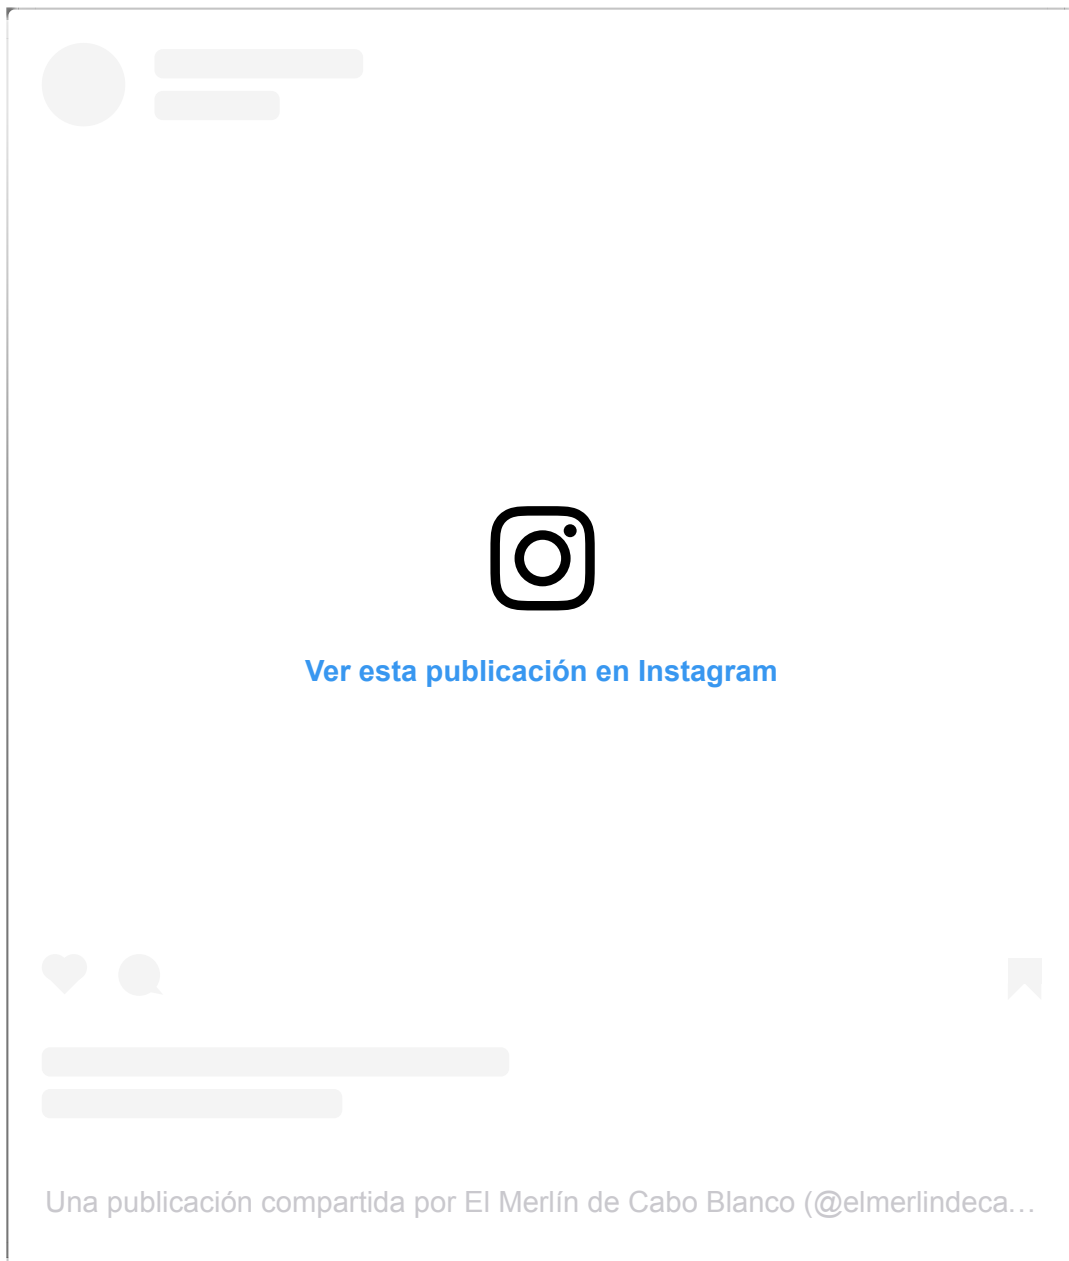 Ver esta publicación en Instagram
Una publicación compartida por El Merlín de Cabo Blanco (@elmerlindeca…